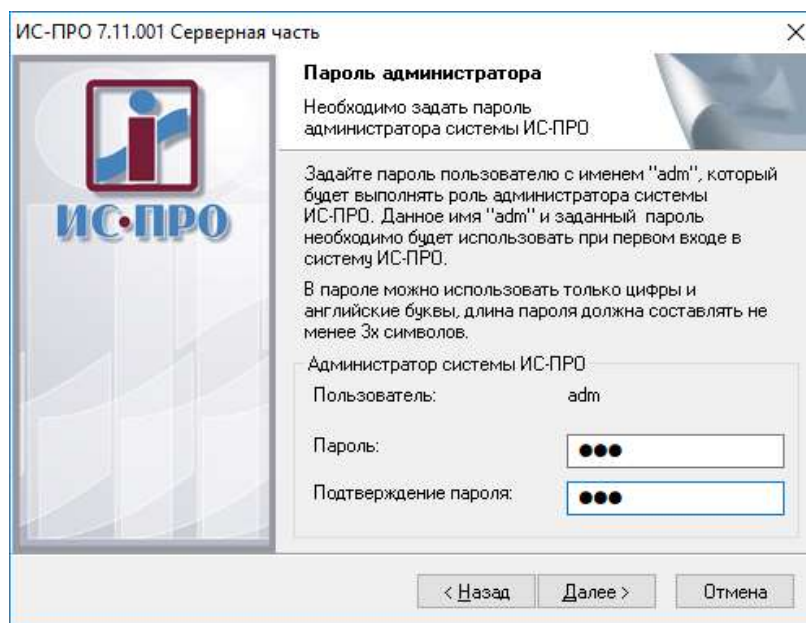 ИС-ПРО 7.11.001 Серверная часть
ИС•ПРО
Пароль администратора
Необходимо задать пароль
администратора системы ИС-ПРО
Задайте пароль пользователю с именем "adm", который
будет выполнять роль администратора системы
ИС-ПРО. Данное имя "adm" и заданный пароль
необходимо будет использовать при первом входе в
систему ИС-ПРО.
В пароле можно использовать только цифры и
английские буквы, длина пароля должна составлять не
менее 3х символов.
Администратор системы ИС-ПРО
Пользователь: adm
Пароль: ●●●
Подтверждение пароля: ●●●
< Назад Далее > Отмена